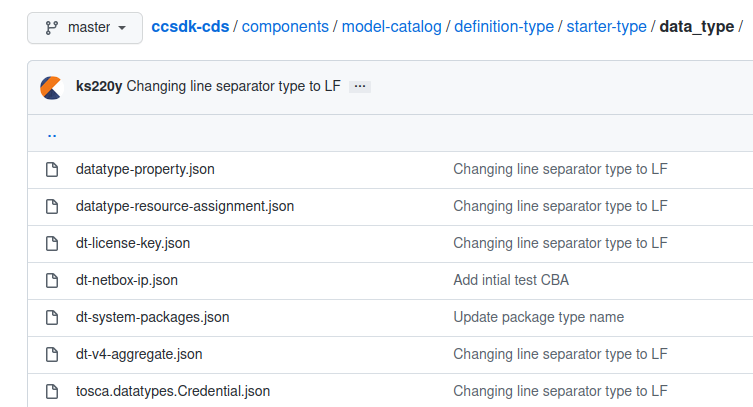 master ccsdk-cds / components / model-catalog / definition-type / starter-type / data_type /
ks220y Changing line separator type to LF ...
..
datatype-property.json Changing line separator type to LF
datatype-resource-assignment.json Changing line separator type to LF
dt-license-key.json Changing line separator type to LF
dt-netbox-ip.json Add intial test CBA
dt-system-packages.json Update package type name
dt-v4-aggregate.json Changing line separator type to LF
tosca.datatypes.Credential.json Changing line separator type to LF